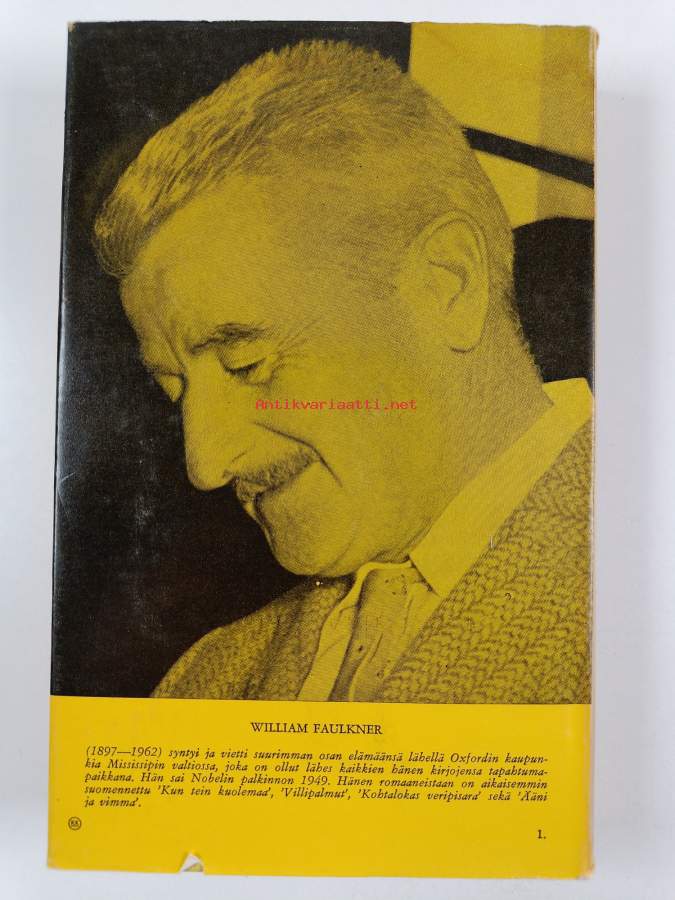 Antikvariaatti.net
WILLIAM FAULKNER
(1897—1962) syntyi ja vietti suurimman osan elämäänsä lähellä Oxfordin kaupun-
kia Mississipin valtiossa, joka on ollut lähes kaikkien hänen kirjojensa tapahtuma-
paikkana. Hän sai Nobelin palkinnon 1949. Hänen romaaneistaan on aikaisemmin
suomennettu 'Kun tein kuolemaa', 'Villipalmut', 'Kohtalokas veripisara' sekä 'Ääni
ja vimma'.
KK
1.